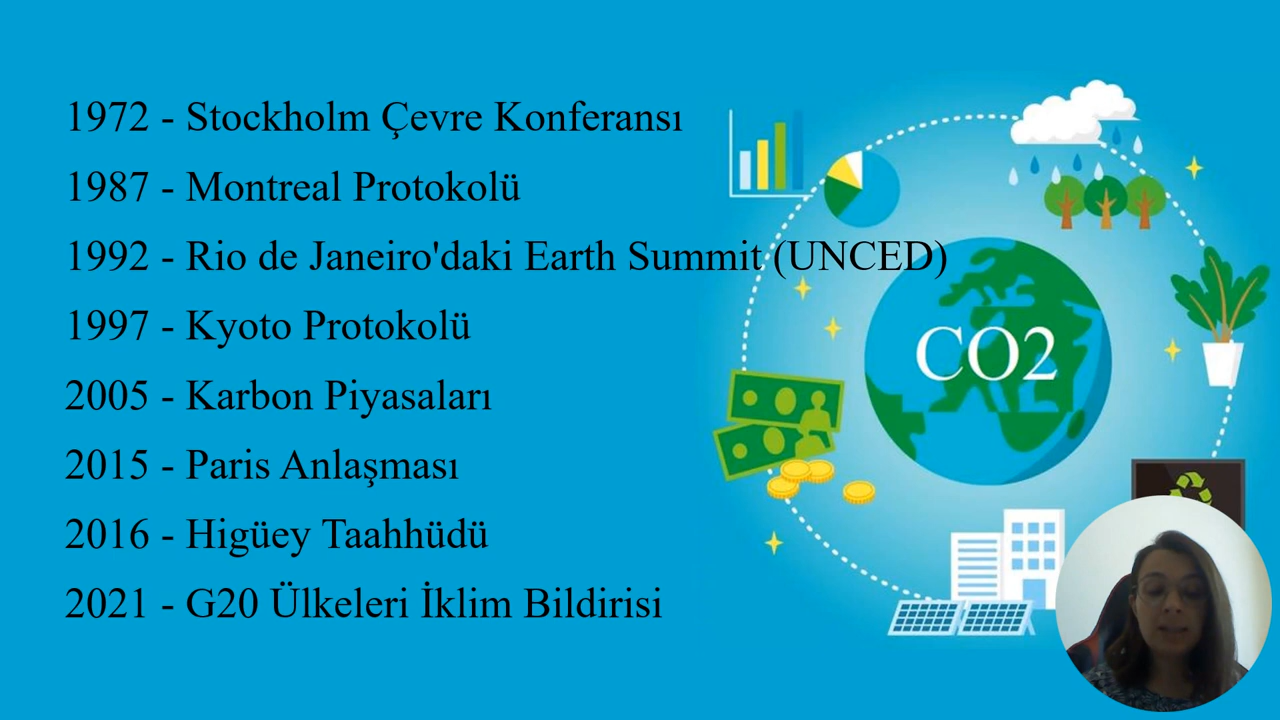 1972 - Stockholm Çevre Konferansı
1987 - Montreal Protokolü
1992 - Rio de Janeiro'daki Earth Summit (UNCED)
1997 - Kyoto Protokolü
2005 - Karbon Piyasaları
2015 - Paris Anlaşması
2016 - Higüey Taahhüdü
2021 - G20 Ülkeleri İklim Bildirisi
CO2